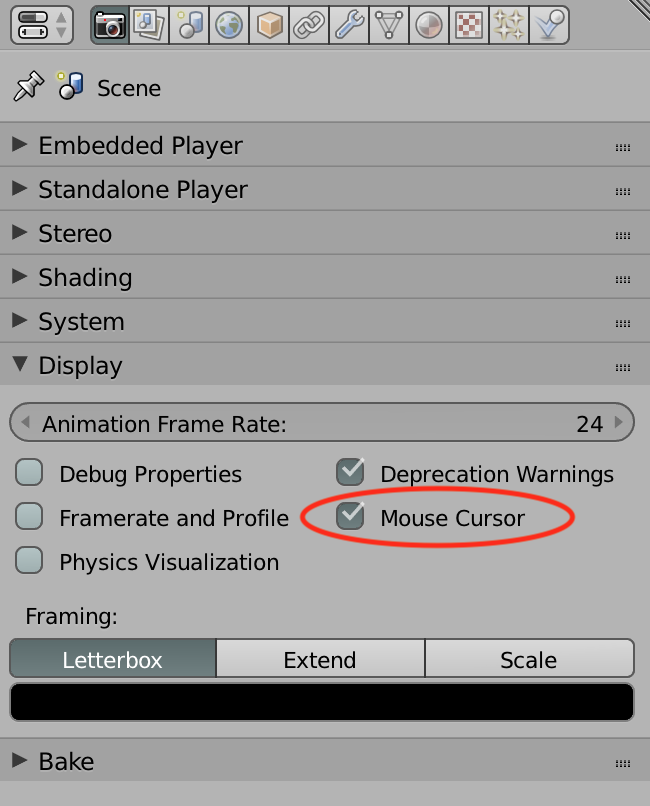 Scene
Embedded Player
Standalone Player
Stereo
Shading
System
Display
Animation Frame Rate: 24
Debug Properties Deprecation Warnings
Framerate and Profile Mouse Cursor
Physics Visualization
Framing:
Letterbox Extend Scale
Bake